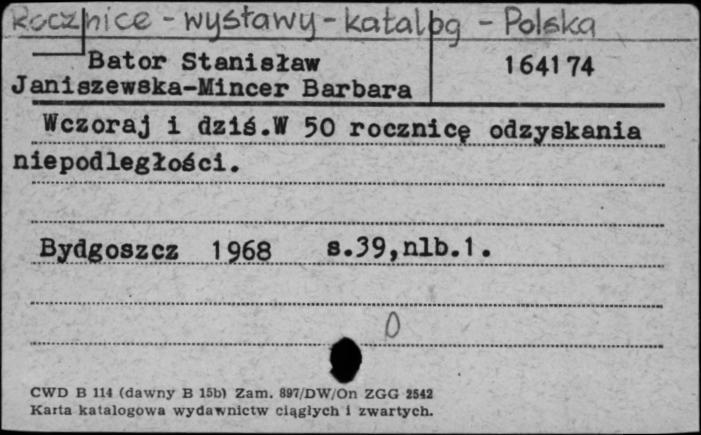 Rocznice - wystawy - katalog - Polska
Bator Stanisław 164174
Janiszewska-Mincer Barbara
Wczoraj i dziś.W 50 rocznicę odzyskania
niepodległości.
Bydgoszcz 1968 s.39,nlb.1.
0
CWD B 114 (dawny B 15b) Zam. 897/DW/On ZGG 2542
Karta katalogowa wydawnictw ciągłych i zwartych.